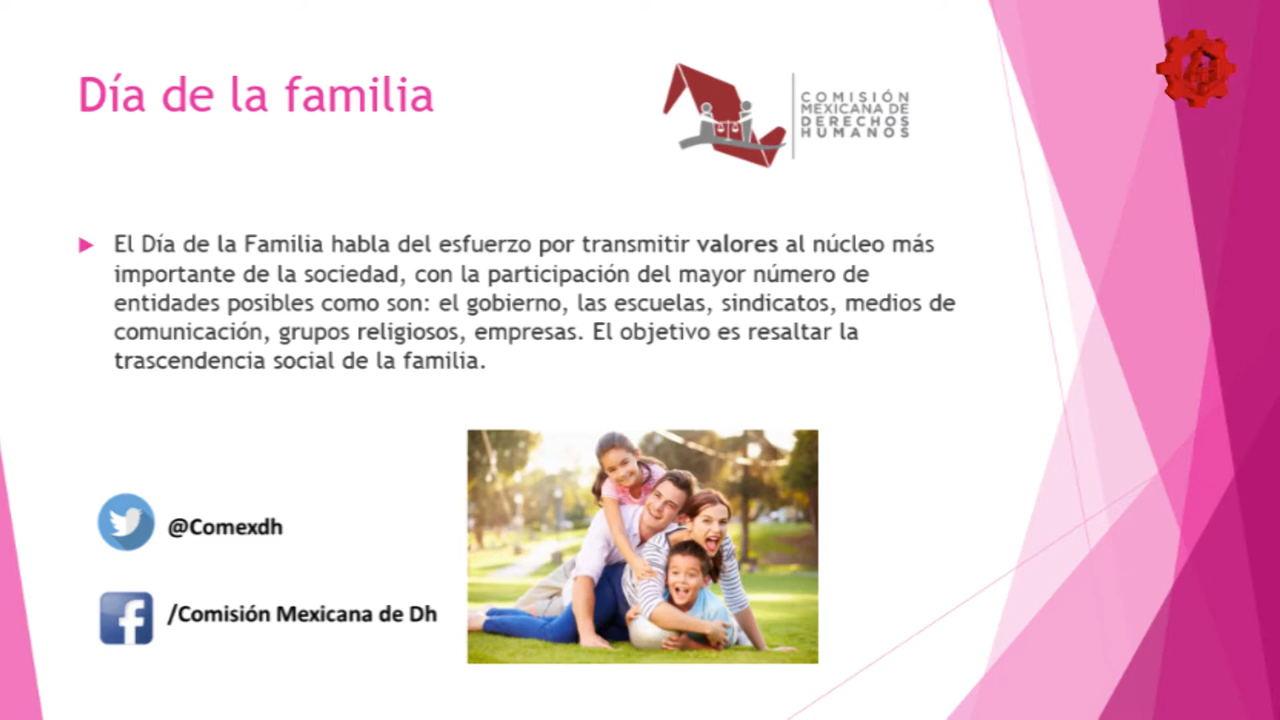 Día de la familia
COMISIÓN
MEXICANA DE
DERECHOS
HUMANOS
El Día de la Familia habla del esfuerzo por transmitir valores al núcleo más
importante de la sociedad, con la participación del mayor número de
entidades posibles como son: el gobierno, las escuelas, sindicatos, medios de
comunicación, grupos religiosos, empresas. El objetivo es resaltar la
trascendencia social de la familia.
@Comexdh
/Comisión Mexicana de Dh